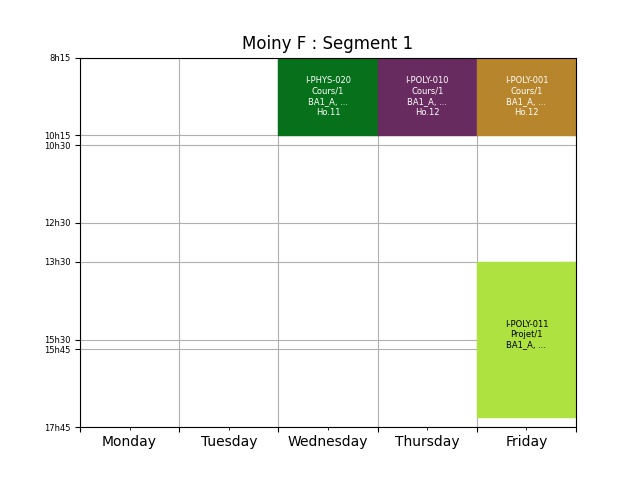 Moiny F : Segment 1
8h15
I-PHYS-020
Cours/1
BA1_A, ...
Ho.11
I-POLY-010
Cours/1
BA1_A, ...
Ho.12
I-POLY-001
Cours/1
BA1_A, ...
Ho.12
10h15
10h30
12h30
13h30
I-POLY-011
Projet/1
BA1_A, ...
15h30
15h45
17h45
Monday
Tuesday
Wednesday
Thursday
Friday